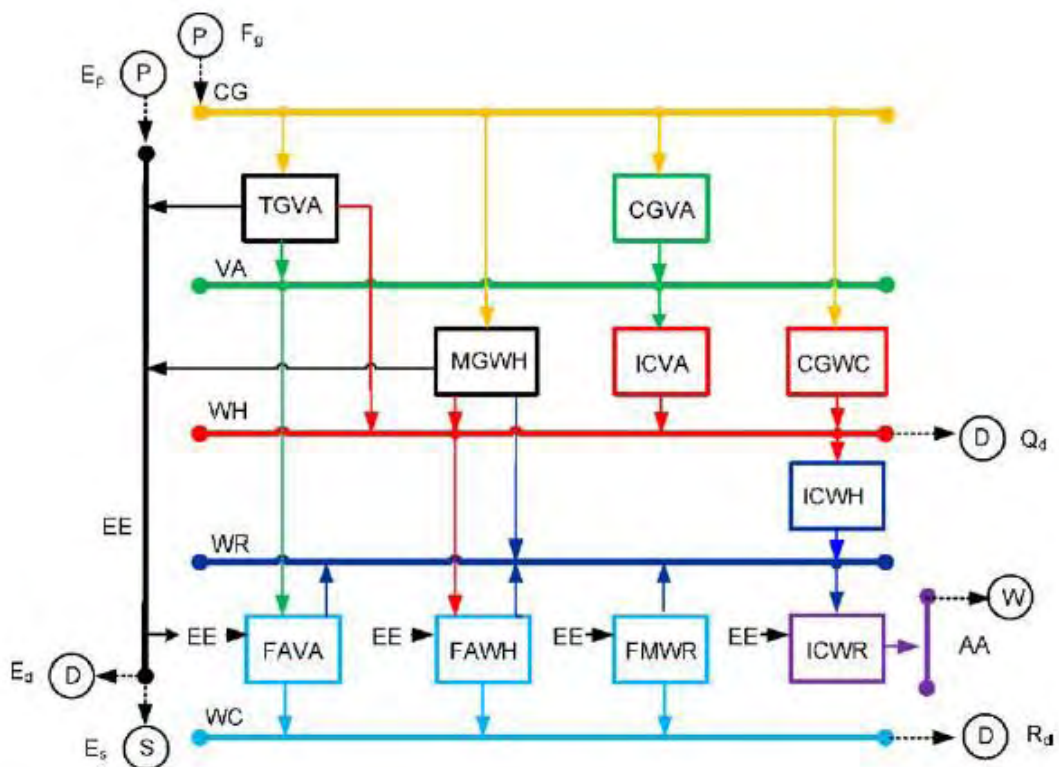 P F_g
E_p P
CG
TGVA CGVA
VA
MGWH ICVA CGWC
WH D Q_d
ICWH
EE
WR
W
EE FAVA EE FAWH EE FMWR EE ICWR AA
E_d D
WC
E_s S D R_d